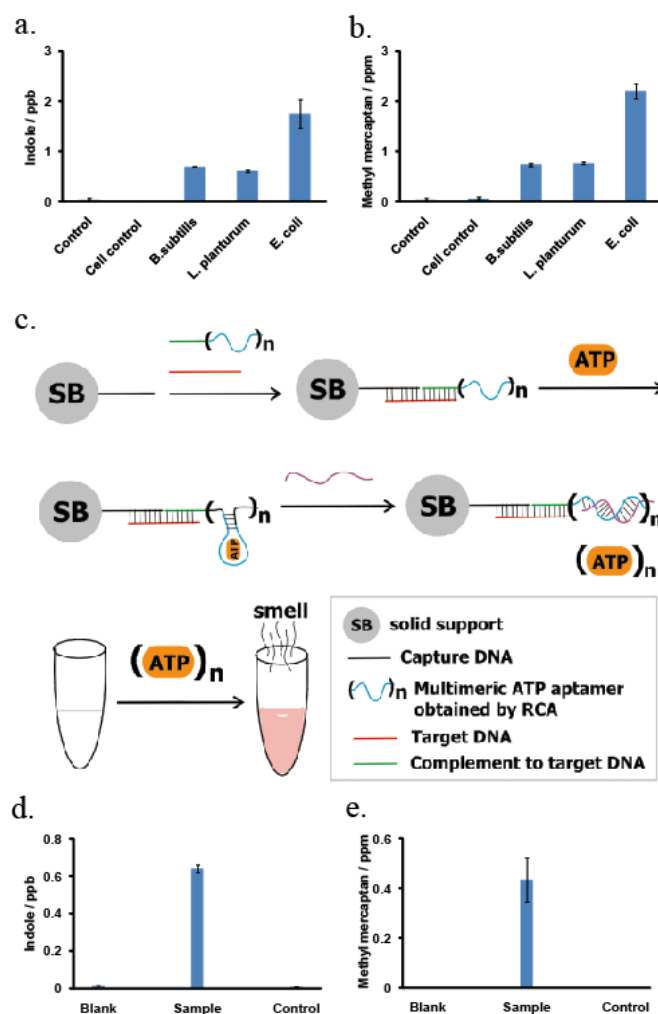 a.
3
2
1
0
Indole / ppb
Control
Cell control
B.subtilis
L. planturum
E. coli
b.
3
2
1
0
Methyl mercaptan / ppm
Control
Cell control
B.subtilis
L. planturum
E. coli
c.
SB
( )n
SB
( )n
ATP
SB
( )n
ATP
SB
( )n
(ATP)n
(ATP)n
smell
SB solid support
Capture DNA
( )n Multimeric ATP aptamer
obtained by RCA
Target DNA
Complement to target DNA
d.
0.8
0.6
0.4
0.2
0
Indole / ppb
Blank Sample Control
e.
0.6
0.4
0.2
0
Methyl mercaptan / ppm
Blank Sample Control